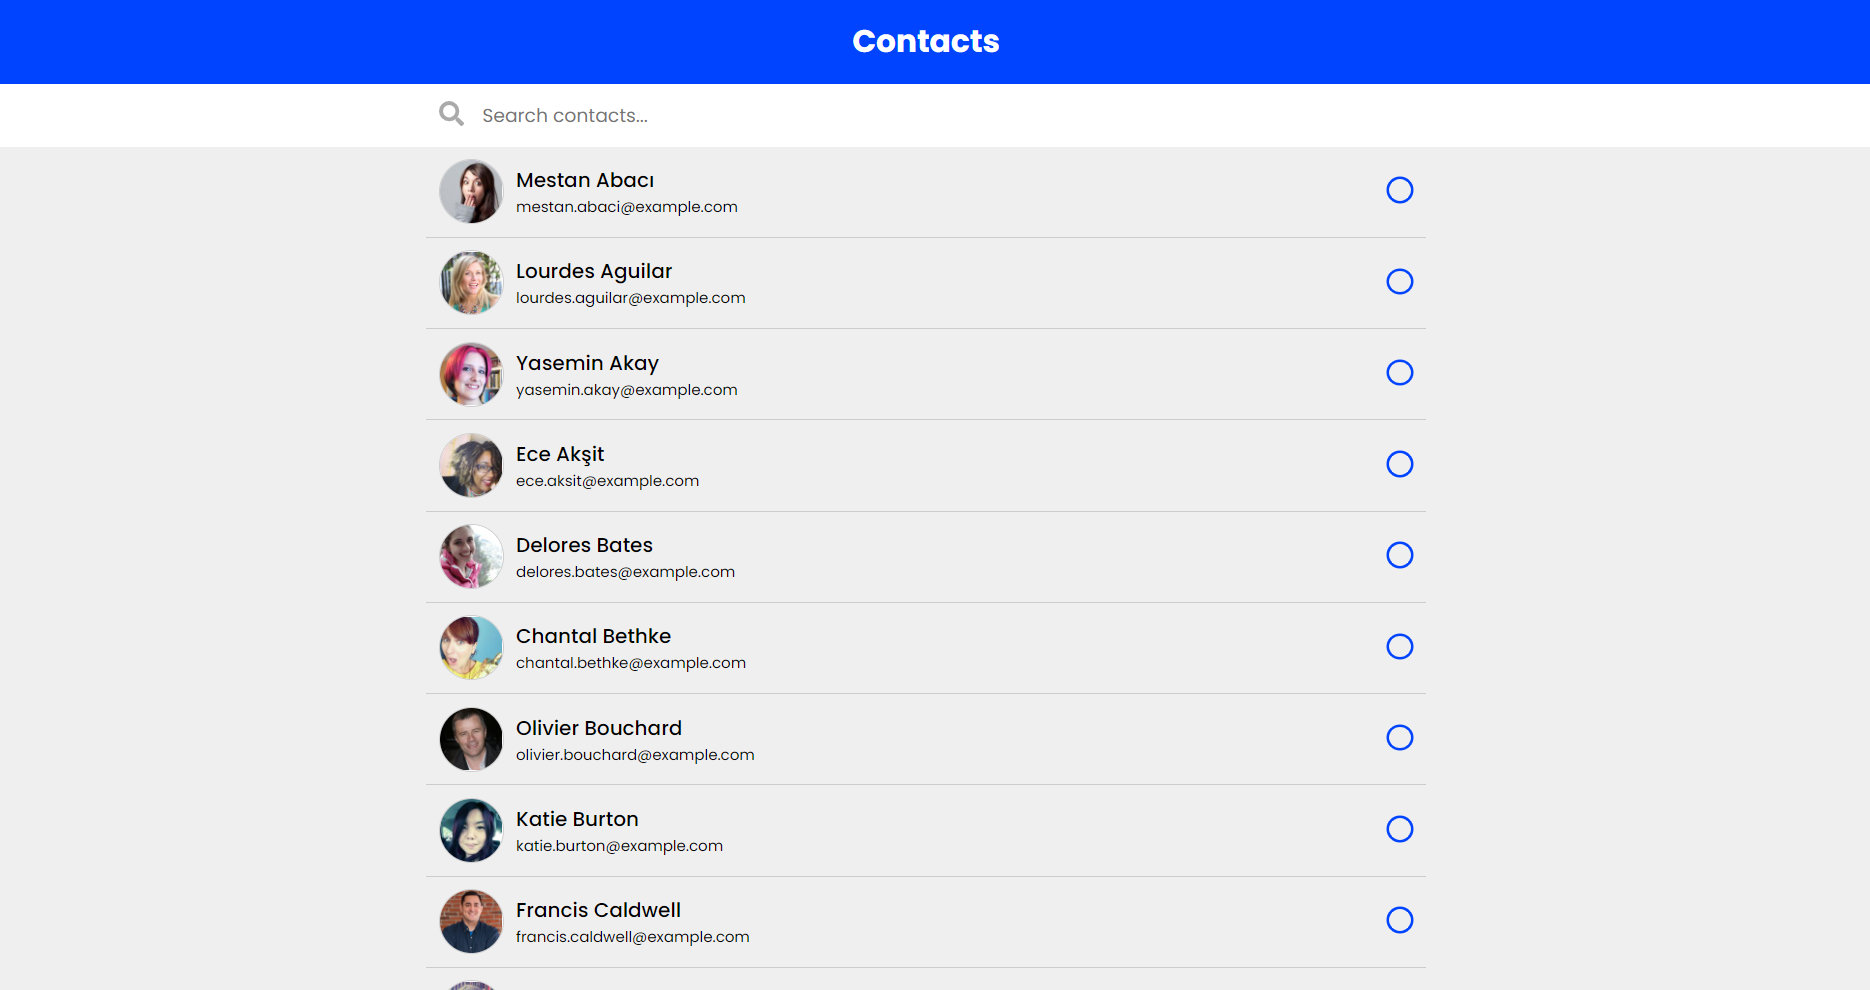 Contacts
Search contacts...
Mestan Abacı
mestan.abaci@example.com
Lourdes Aguilar
lourdes.aguilar@example.com
Yasemin Akay
yasemin.akay@example.com
Ece Akşit
ece.aksit@example.com
Delores Bates
delores.bates@example.com
Chantal Bethke
chantal.bethke@example.com
Olivier Bouchard
olivier.bouchard@example.com
Katie Burton
katie.burton@example.com
Francis Caldwell
francis.caldwell@example.com